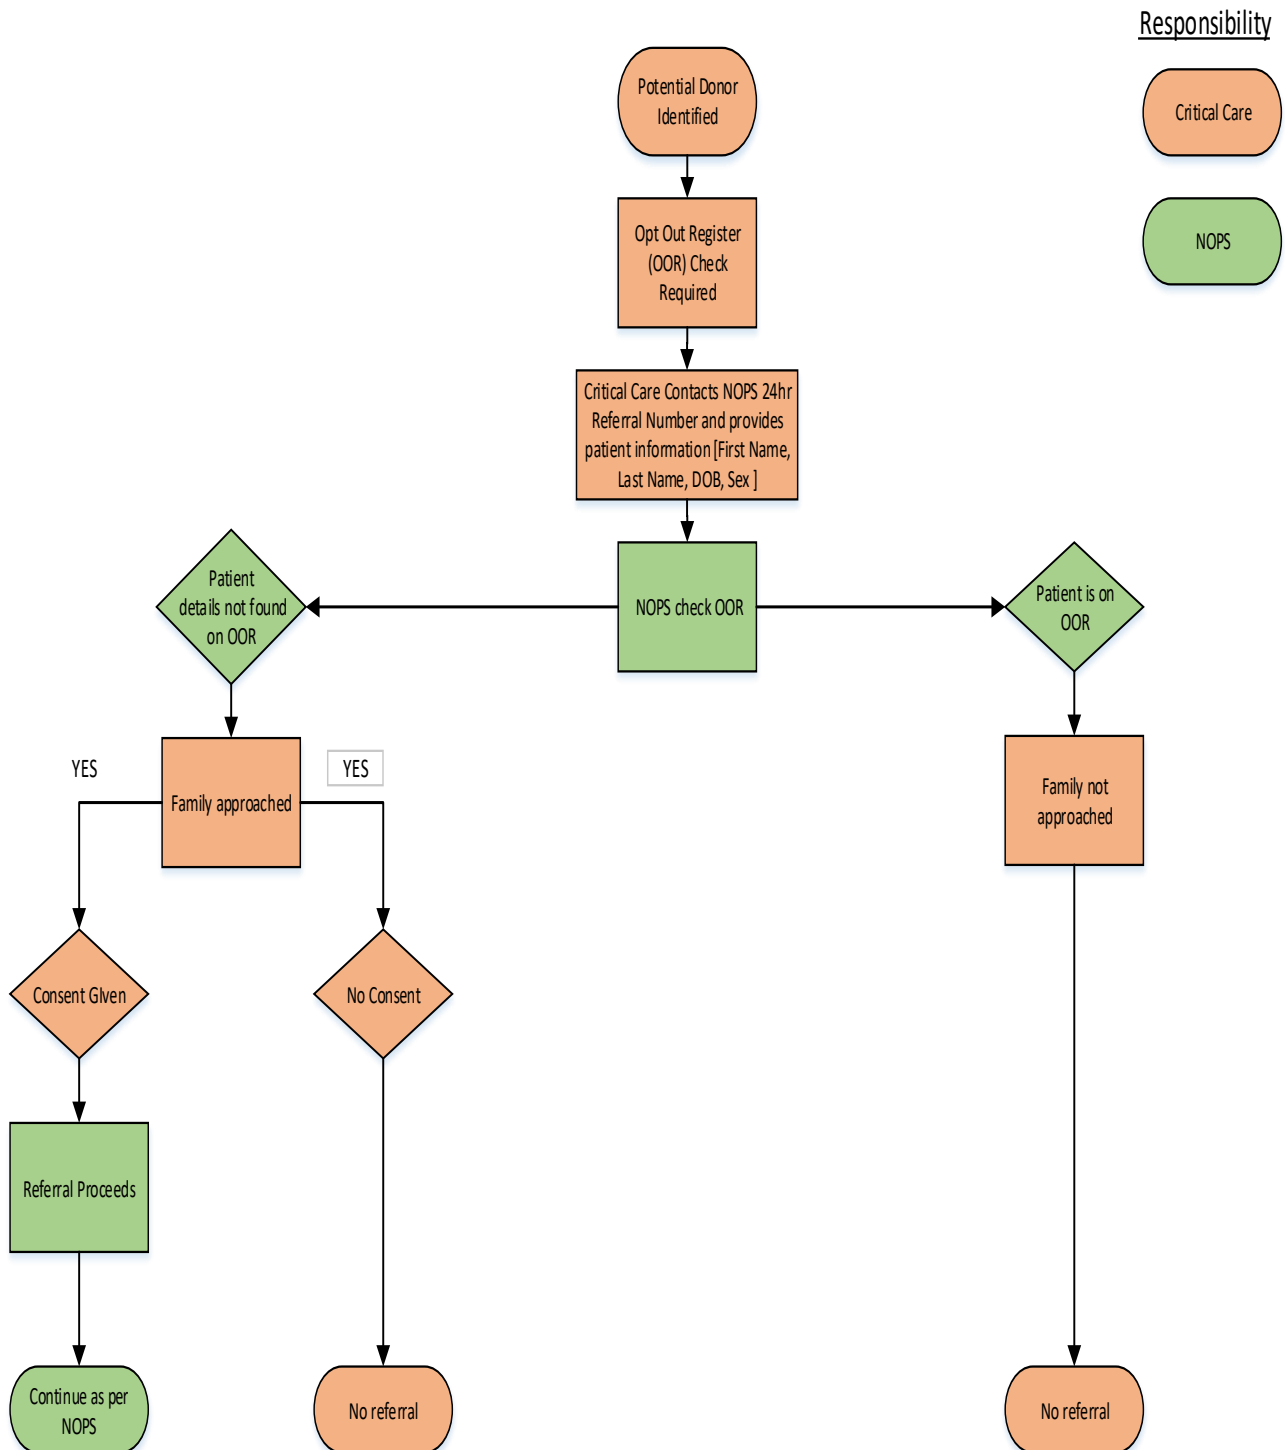 Responsibility
Potential Donor
Identified
Critical Care
Opt Out Register
(OOR) Check
Required
NOPS
Critical Care Contacts NOPS 24hr
Referral Number and provides
patient information [First Name,
Last Name, DOB, Sex ]
Patient
details not found
on OOR
NOPS check OOR
Patient is on
OOR
YES
YES
Family approached
Family not
approached
Consent GIven
No Consent
Referral Proceeds
Continue as per
NOPS
No referral
No referral